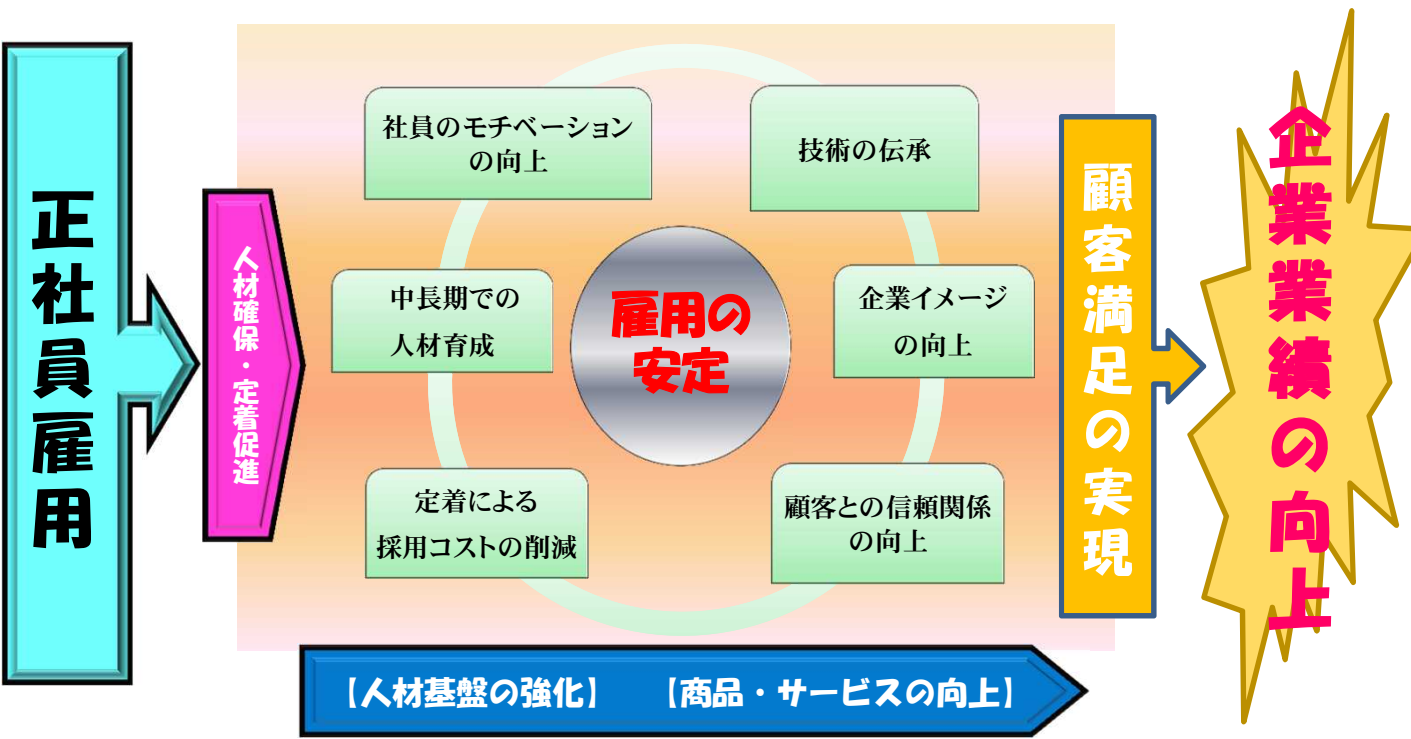 正社員雇用
人材確保・定着促進
社員のモチベーション
の向上
技術の伝承
中長期での
人材育成
雇用の
安定
企業イメージ
の向上
定着による
採用コストの削減
顧客との信頼関係
の向上
【人材基盤の強化】 【商品・サービスの向上】
顧客満足の実現
企業業績の向上